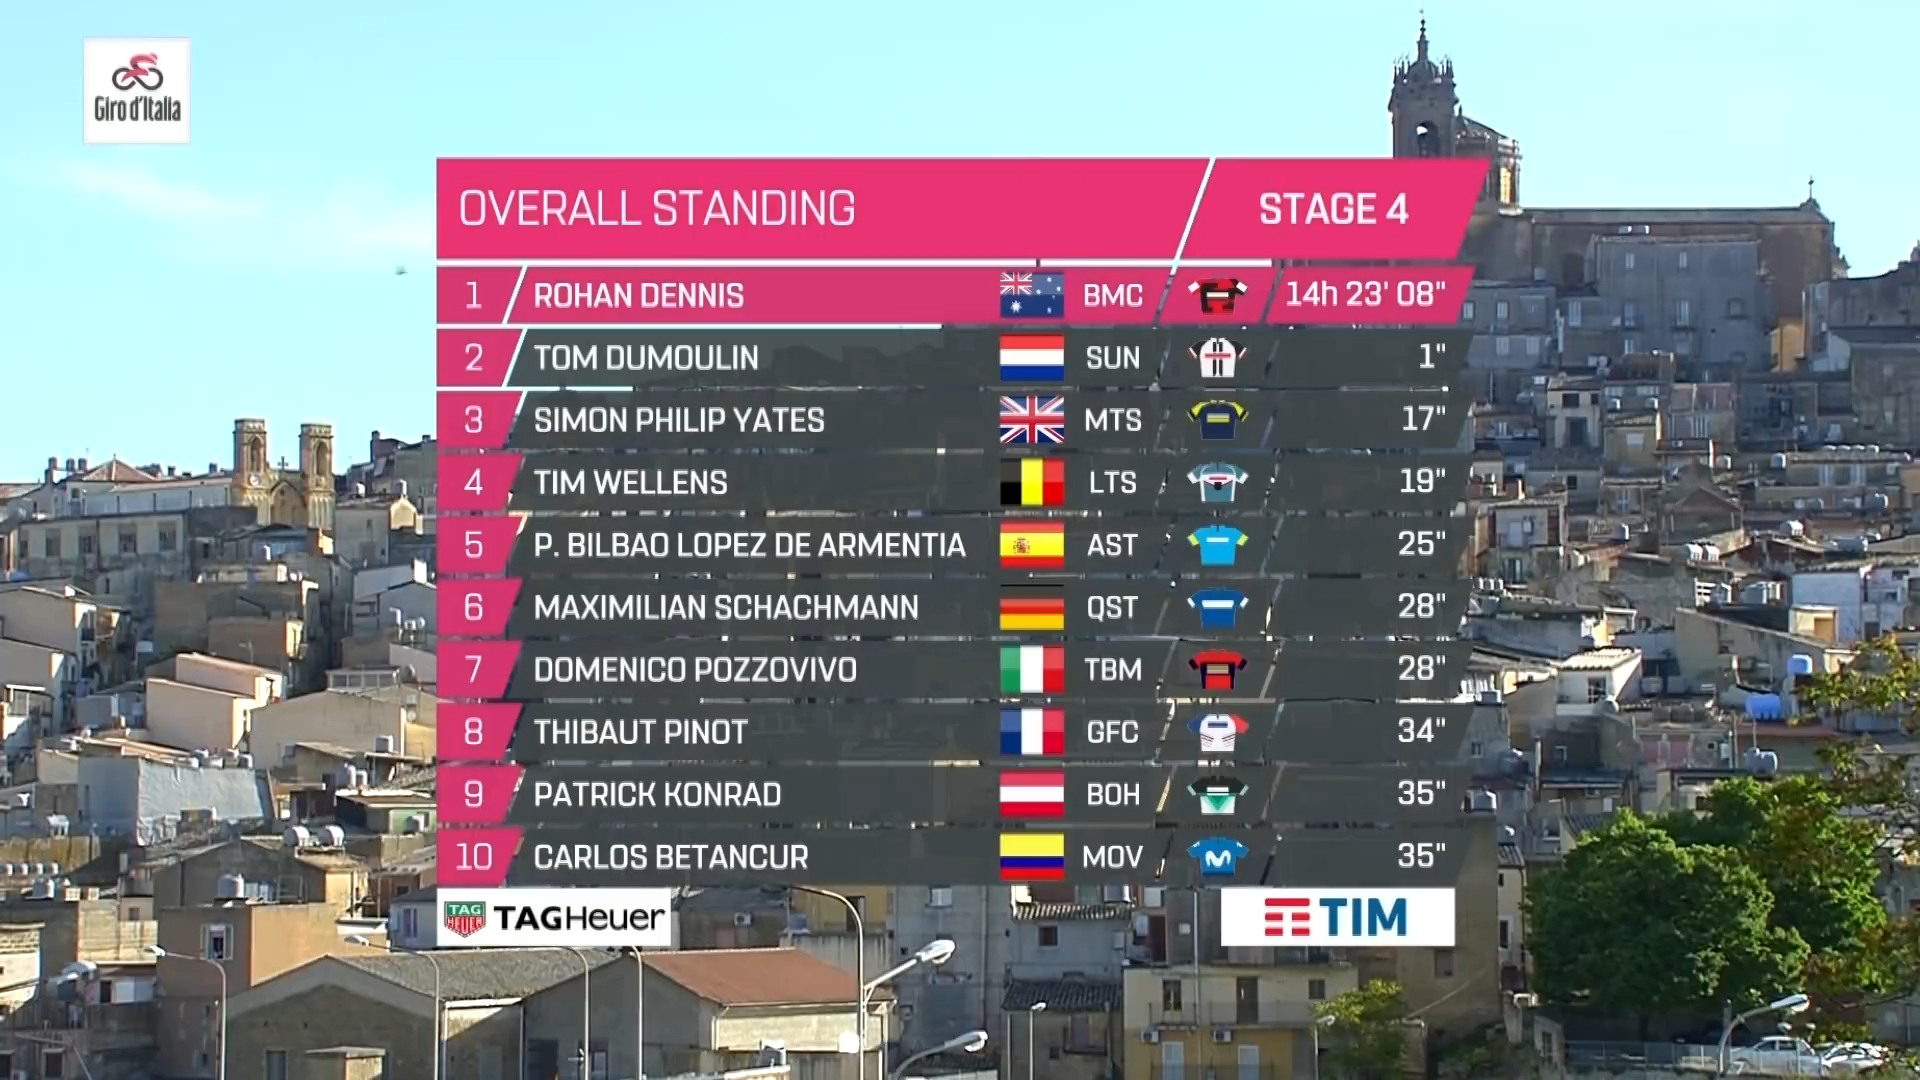 Giro d'Italia
OVERALL STANDING STAGE 4
1 ROHAN DENNIS BMC 14h 23' 08"
2 TOM DUMOULIN SUN 1"
3 SIMON PHILIP YATES MTS 17"
4 TIM WELLENS LTS 19"
5 P. BILBAO LOPEZ DE ARMENTIA AST 25"
6 MAXIMILIAN SCHACHMANN QST 28"
7 DOMENICO POZZOVIVO TBM 28"
8 THIBAUT PINOT GFC 34"
9 PATRICK KONRAD BOH 35"
10 CARLOS BETANCUR MOV 35"
TAG HEUER TAGHeuer TIM